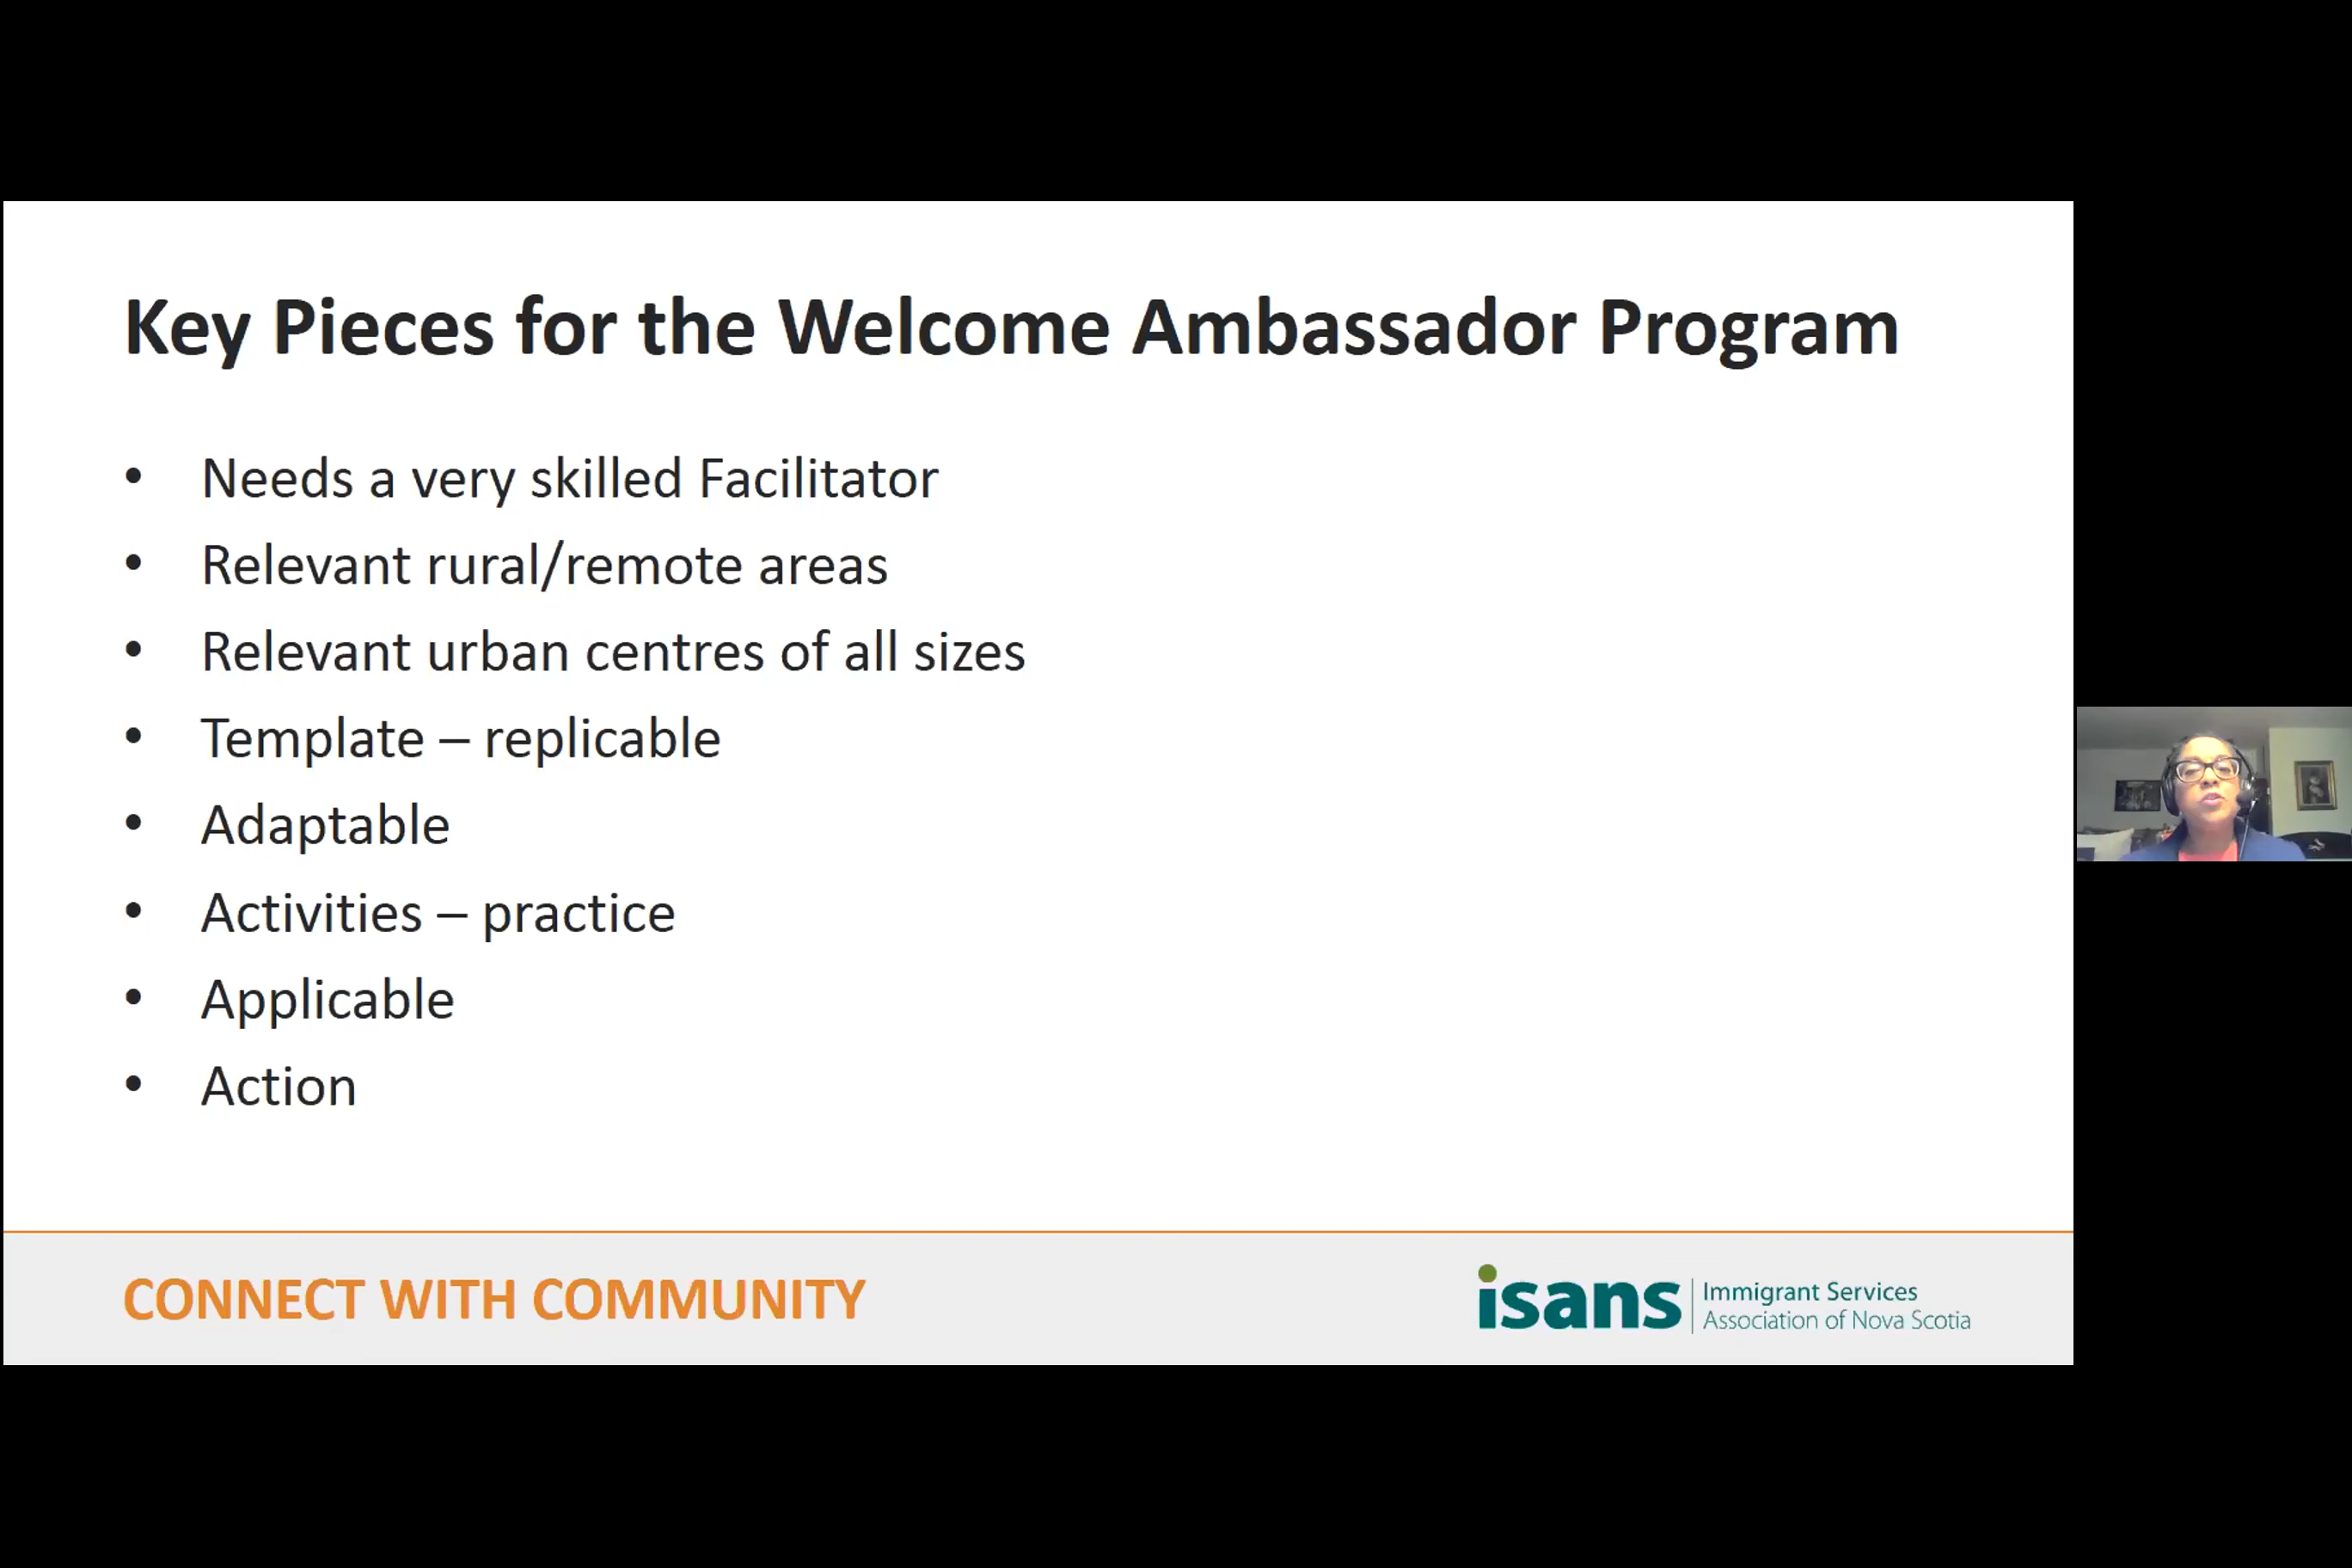 Key Pieces for the Welcome Ambassador Program
• Needs a very skilled Facilitator
• Relevant rural/remote areas
• Relevant urban centres of all sizes
• Template – replicable
• Adaptable
• Activities – practice
• Applicable
• Action
CONNECT WITH COMMUNITY
isans
Immigrant Services
Association of Nova Scotia